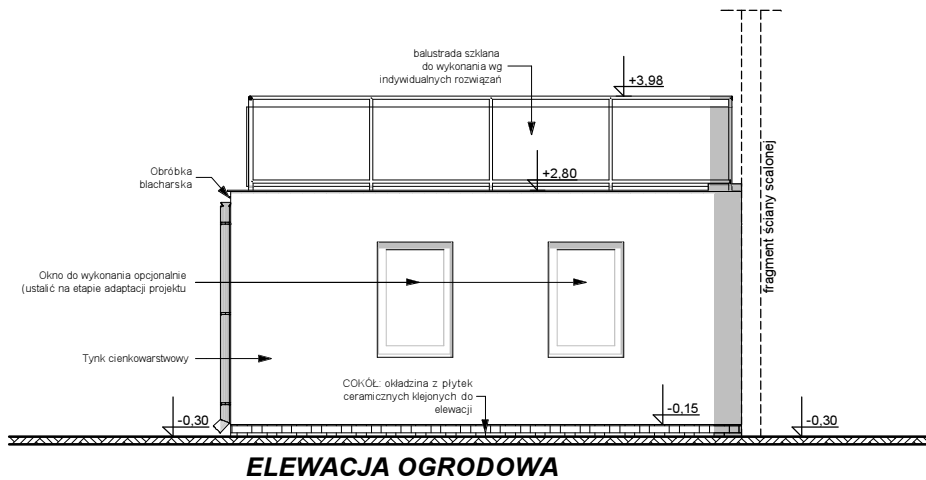 balustrada szklana
do wykonania wg
indywidualnych rozwiązań
+3,98
Obróbka
blacharska
+2,80
fragment ściany scalonej
Okno do wykonania opcjonalnie
(ustalić na etapie adaptacji projektu
Tynk cienkowarstwowy
COKÓŁ: okładzina z płytek
ceramicznych klejonych do
elewacji
-0,30
-0,15
-0,30
ELEWACJA OGRODOWA